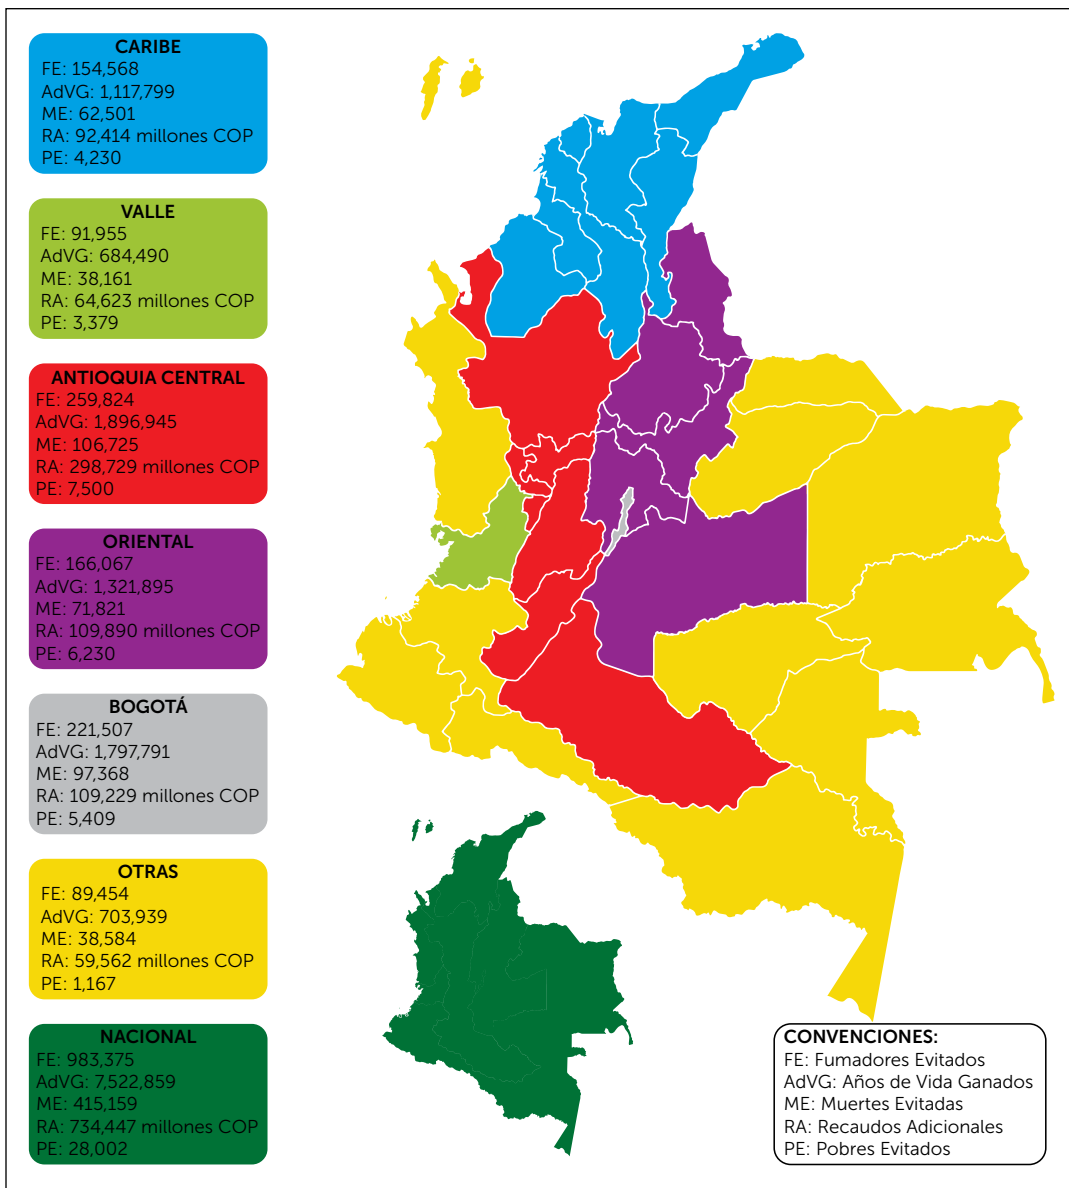 CARIBE
FE: 154,568
AdVG: 1,117,799
ME: 62,501
RA: 92,414 millones COP
PE: 4,230
VALLE
FE: 91,955
AdVG: 684,490
ME: 38,161
RA: 64,623 millones COP
PE: 3,379
ANTIOQUIA CENTRAL
FE: 259,824
AdVG: 1,896,945
ME: 106,725
RA: 298,729 millones COP
PE: 7,500
ORIENTAL
FE: 166,067
AdVG: 1,321,895
ME: 71,821
RA: 109,890 millones COP
PE: 6,230
BOGOTÁ
FE: 221,507
AdVG: 1,797,791
ME: 97,368
RA: 109,229 millones COP
PE: 5,409
OTRAS
FE: 89,454
AdVG: 703,939
ME: 38,584
RA: 59,562 millones COP
PE: 1,167
NACIONAL
FE: 983,375
AdVG: 7,522,859
ME: 415,159
RA: 734,447 millones COP
PE: 28,002
CONVENCIONES:
FE: Fumadores Evitados
AdVG: Años de Vida Ganados
ME: Muertes Evitadas
RA: Recaudos Adicionales
PE: Pobres Evitados